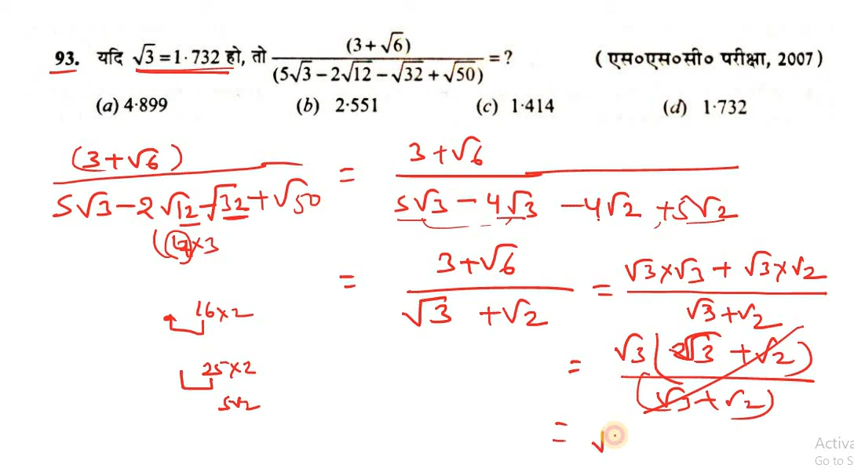 93. यदि √3=1·732 हो, तो (3+√6) / (5√3−2√12−√32+√50) = ? (एस०एस०सी० परीक्षा, 2007)
(a) 4·899 (b) 2·551 (c) 1·414 (d) 1·732
(3+√6) / 5√3−2√12−√32+√50 = 3+√6 / 5√3−4√3−4√2+5√2
×3
= 3+√6 / √3+√2 = √3×√3+√3×√2 / √3+√2
16×2
= √3(√3+√2) / (√3+√2)
25×2
5√2
= √
Activa
Go to S